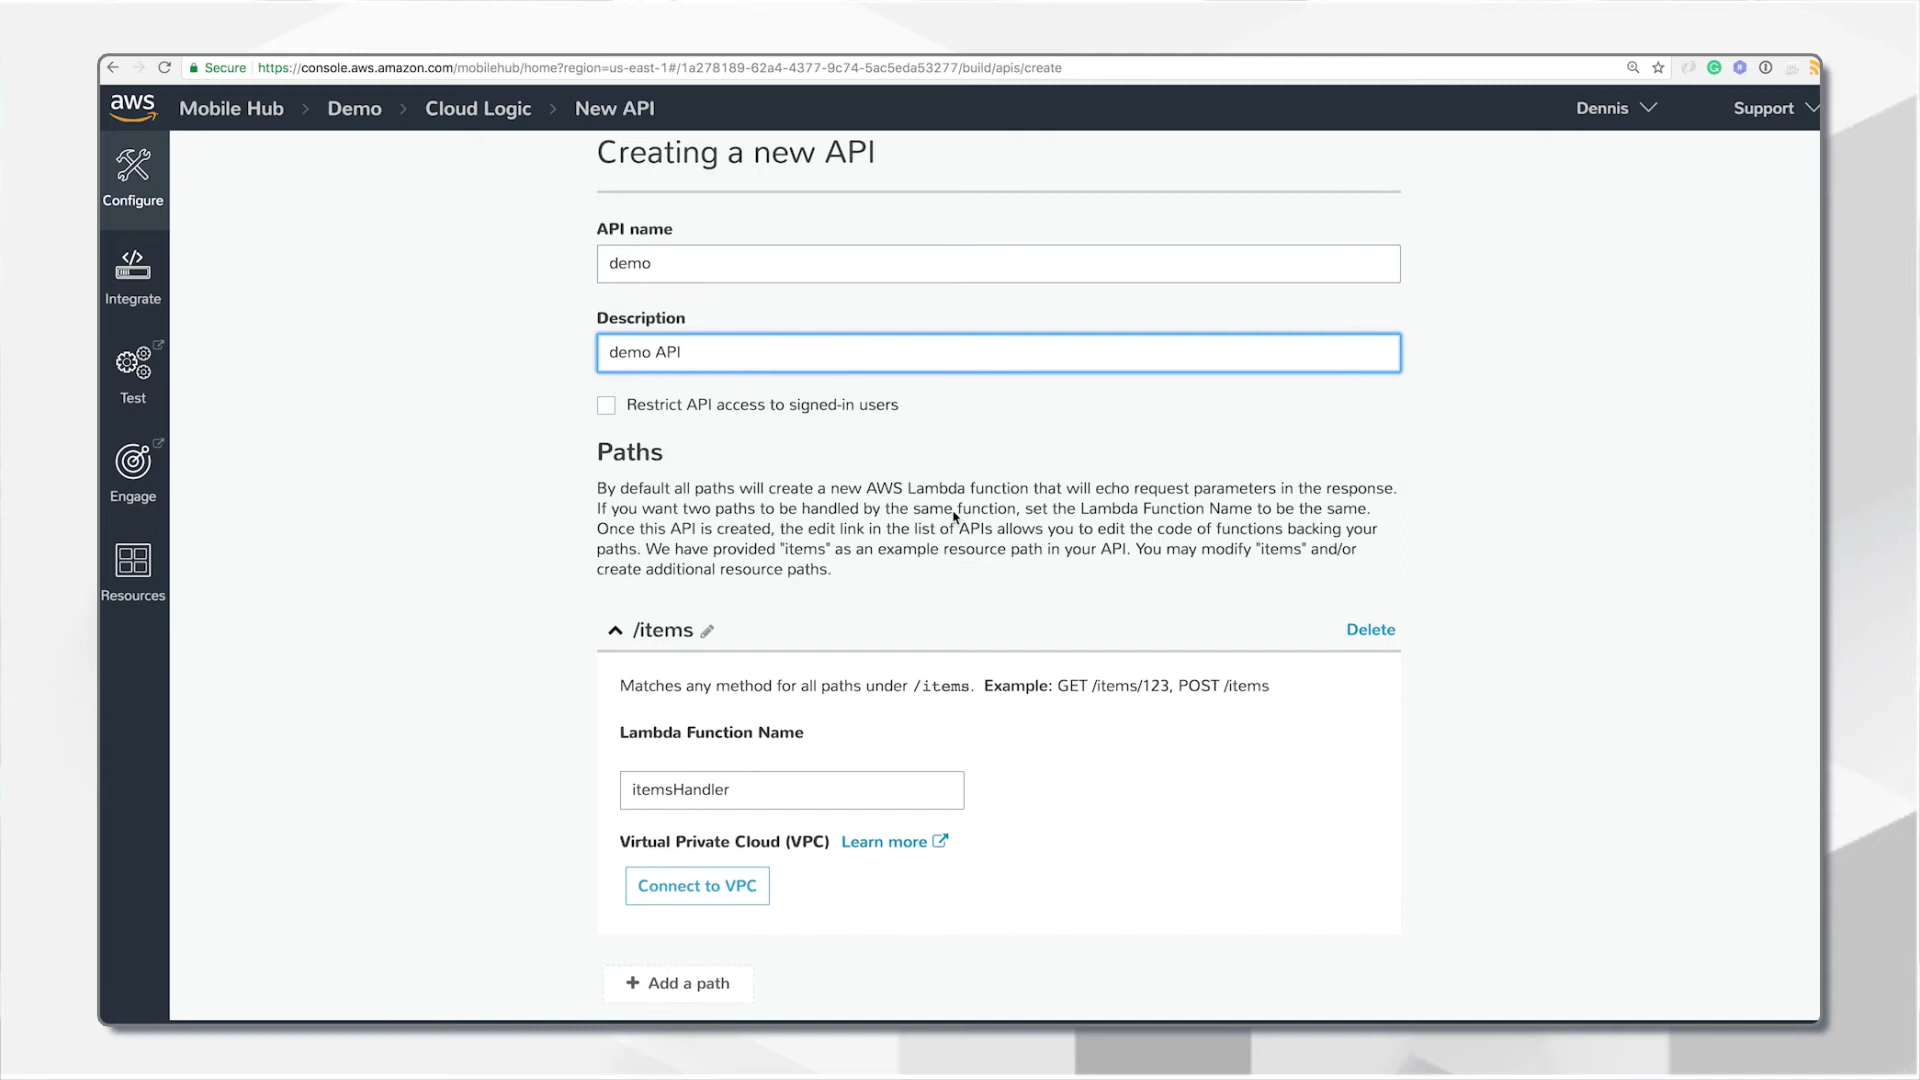 Secure https://console.aws.amazon.com/mobilehub/home?region=us-east-1#/1a278189-62a4-4377-9c74-5ac5eda53277/build/apis/create
aws Mobile Hub > Demo > Cloud Logic > New API Dennis Support
Configure
Integrate
Test
Engage
Resources
Creating a new API
API name
demo
Description
demo API
Restrict API access to signed-in users
Paths
By default all paths will create a new AWS Lambda function that will echo request parameters in the response.
If you want two paths to be handled by the same function, set the Lambda Function Name to be the same.
Once this API is created, the edit link in the list of APIs allows you to edit the code of functions backing your
paths. We have provided "items" as an example resource path in your API. You may modify "items" and/or
create additional resource paths.
/items Delete
Matches any method for all paths under /items. Example: GET /items/123, POST /items
Lambda Function Name
itemsHandler
Virtual Private Cloud (VPC) Learn more
Connect to VPC
+ Add a path